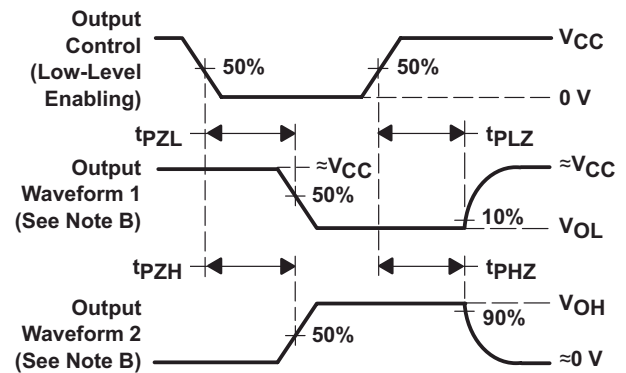 Output
Control
(Low-Level
Enabling)
50%
50%
VCC
0 V
tPZL
tPLZ
Output
Waveform 1
(See Note B)
≈VCC
50%
≈VCC
10%
VOL
tPZH
tPHZ
Output
Waveform 2
(See Note B)
50%
VOH
90%
≈0 V